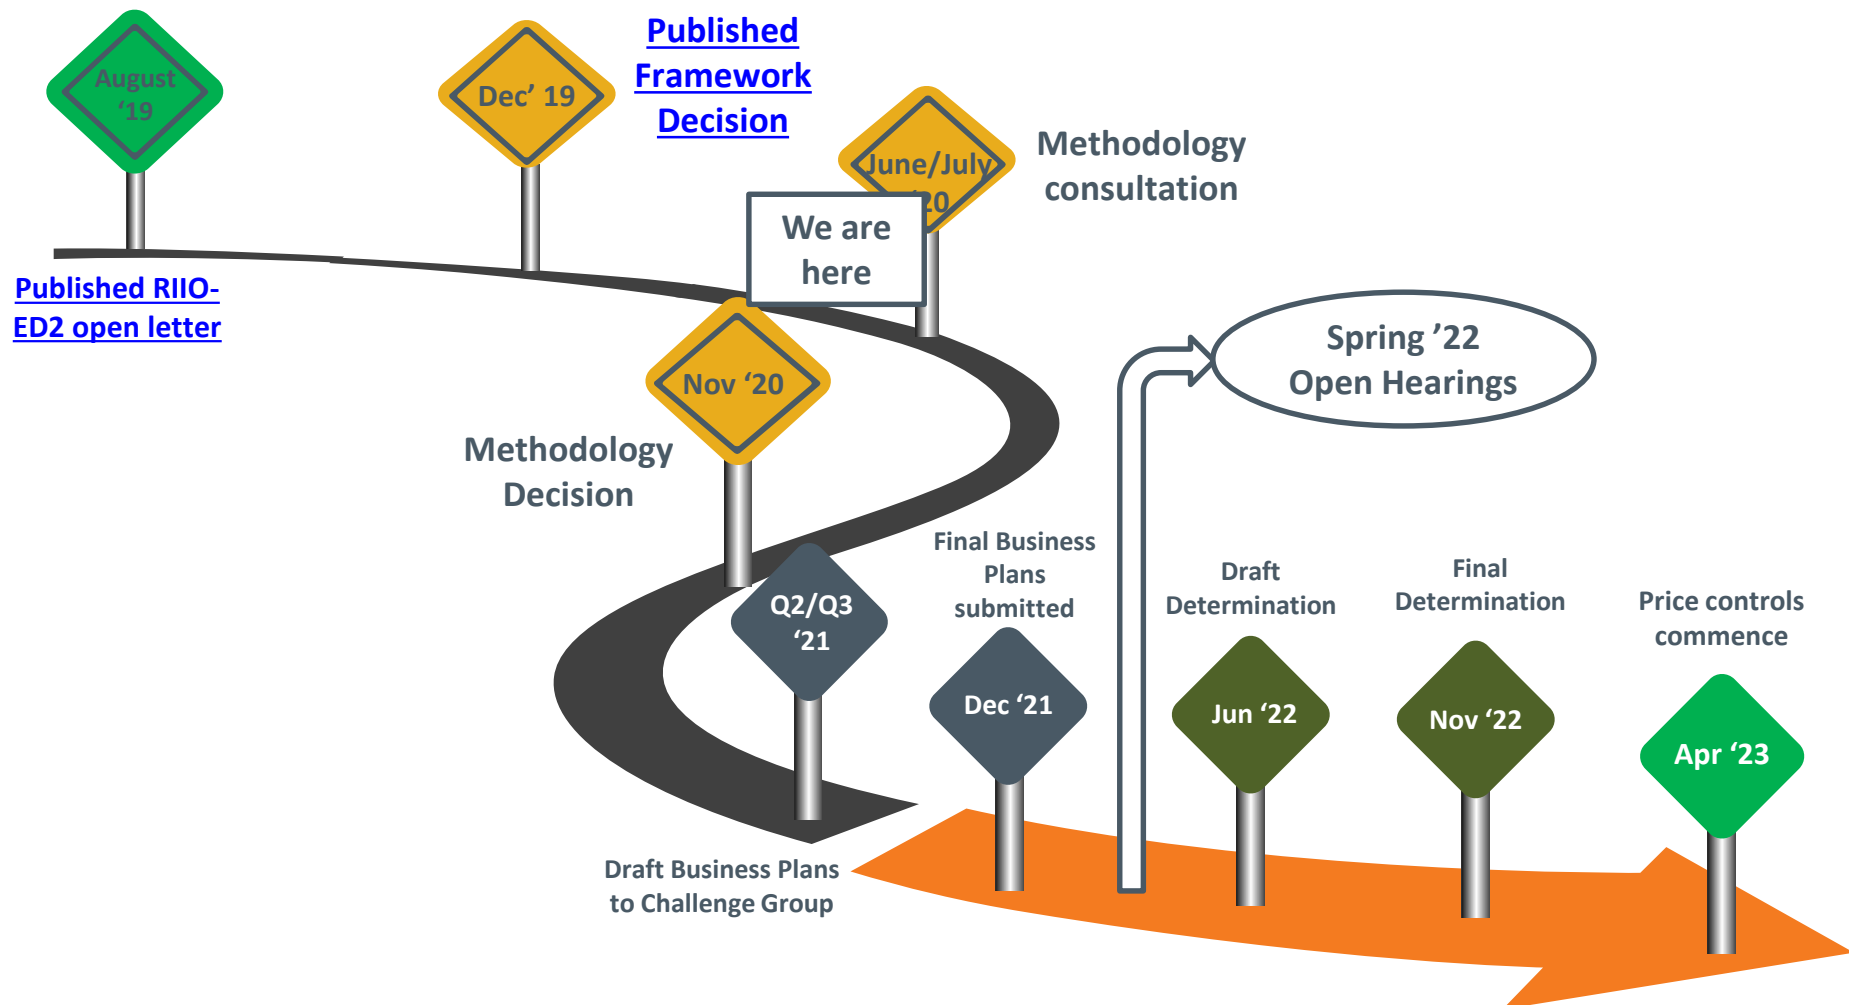 August
‘19
Published RIIO-
ED2 open letter
Dec’ 19
Published
Framework
Decision
June/July
‘20
Methodology
consultation
We are
here
Nov ‘20
Methodology
Decision
Q2/Q3
‘21
Draft Business Plans
to Challenge Group
Final Business
Plans
submitted
Dec ‘21
Spring ’22
Open Hearings
Draft
Determination
Jun ‘22
Final
Determination
Nov ‘22
Price controls
commence
Apr ‘23